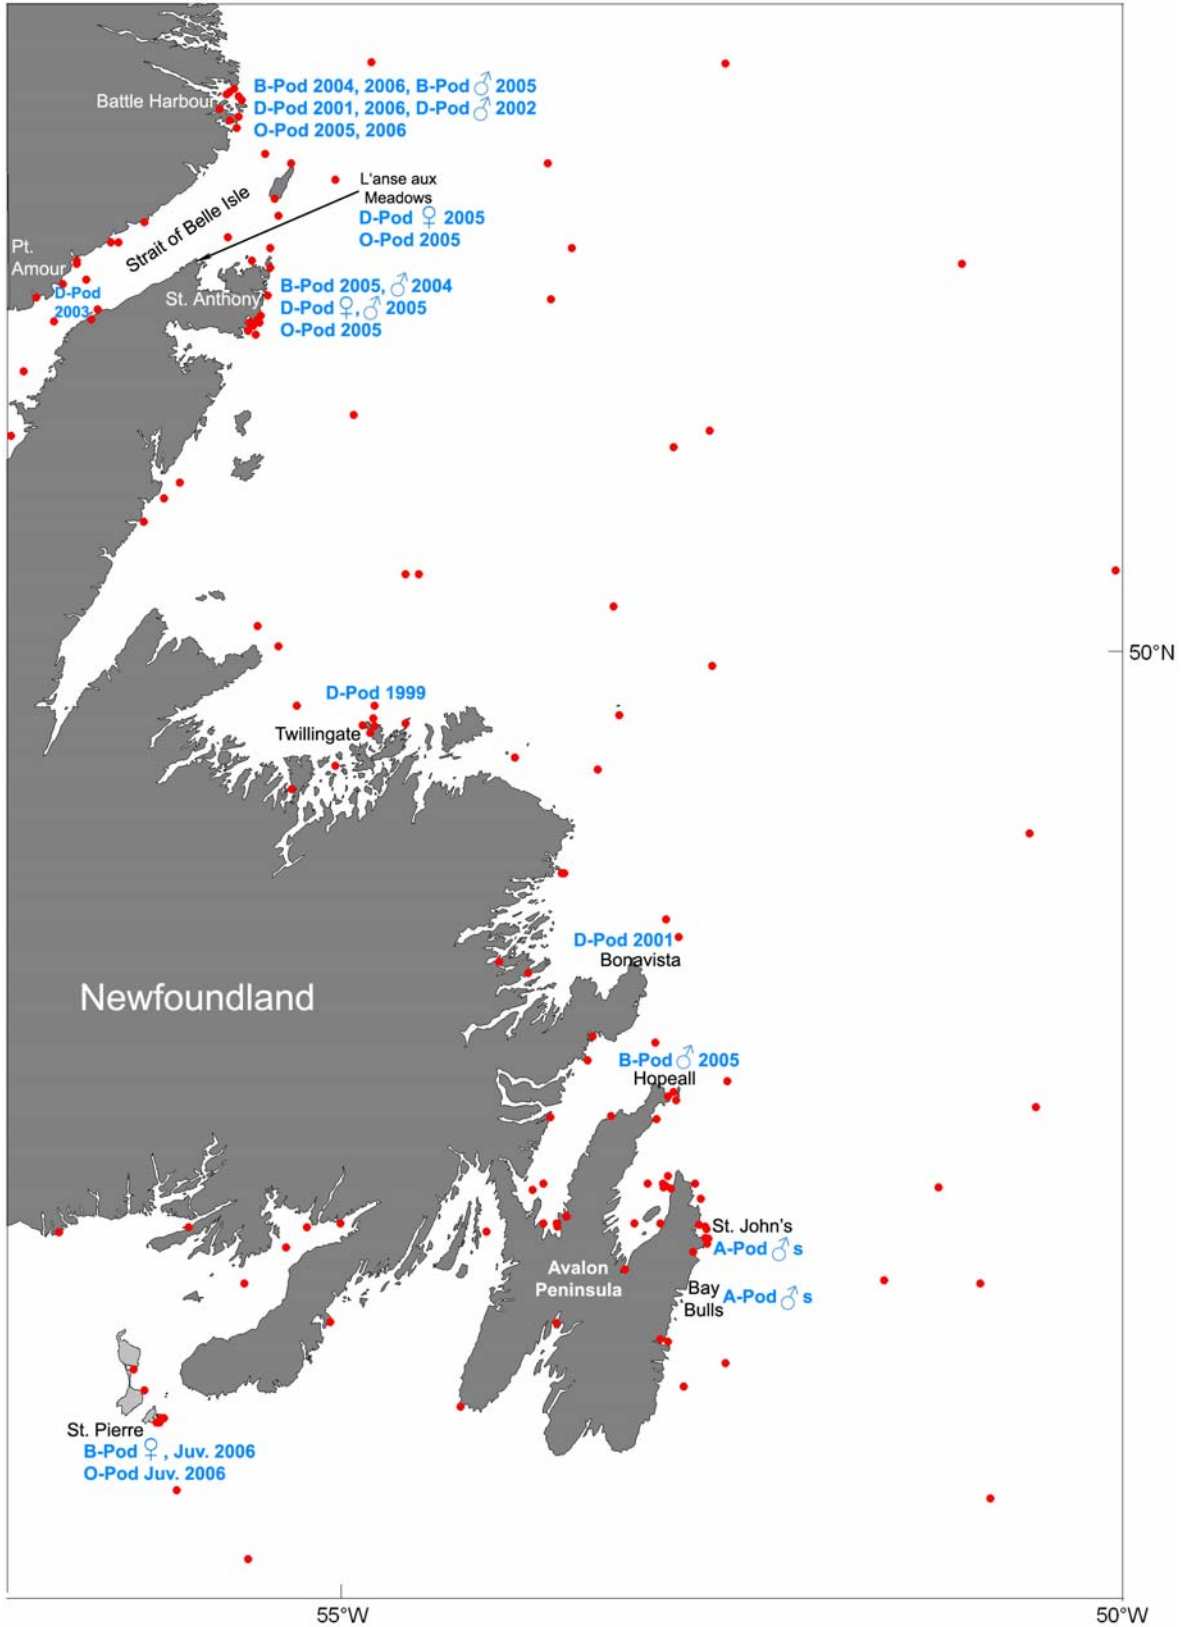 B-Pod 2004, 2006, B-Pod ♂ 2005
Battle Harbour
D-Pod 2001, 2006, D-Pod ♂ 2002
O-Pod 2005, 2006
L'anse aux
Meadows
D-Pod ♀ 2005
O-Pod 2005
Strait of Belle Isle
Pt.
Amour
D-Pod
2003
St. Anthony
B-Pod 2005, ♂ 2004
D-Pod ♀, ♂ 2005
O-Pod 2005
50°N
D-Pod 1999
Twillingate
D-Pod 2001
Bonavista
Newfoundland
B-Pod ♂ 2005
Hopeall
St. John's
A-Pod ♂ s
Avalon
Peninsula
Bay
Bulls
A-Pod ♂ s
St. Pierre
B-Pod ♀ , Juv. 2006
O-Pod Juv. 2006
55°W
50°W